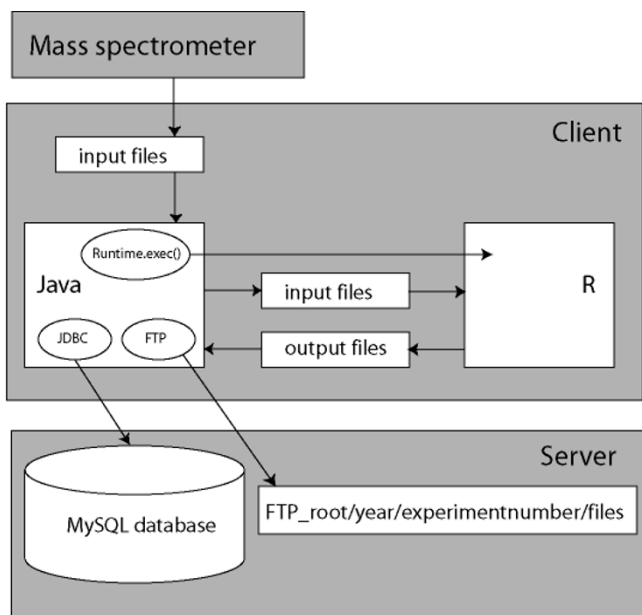 Mass spectrometer
Client
input files
Runtime.exec()
Java
R
input files
output files
JDBC
FTP
Server
MySQL database
FTP_root/year/experimentnumber/files